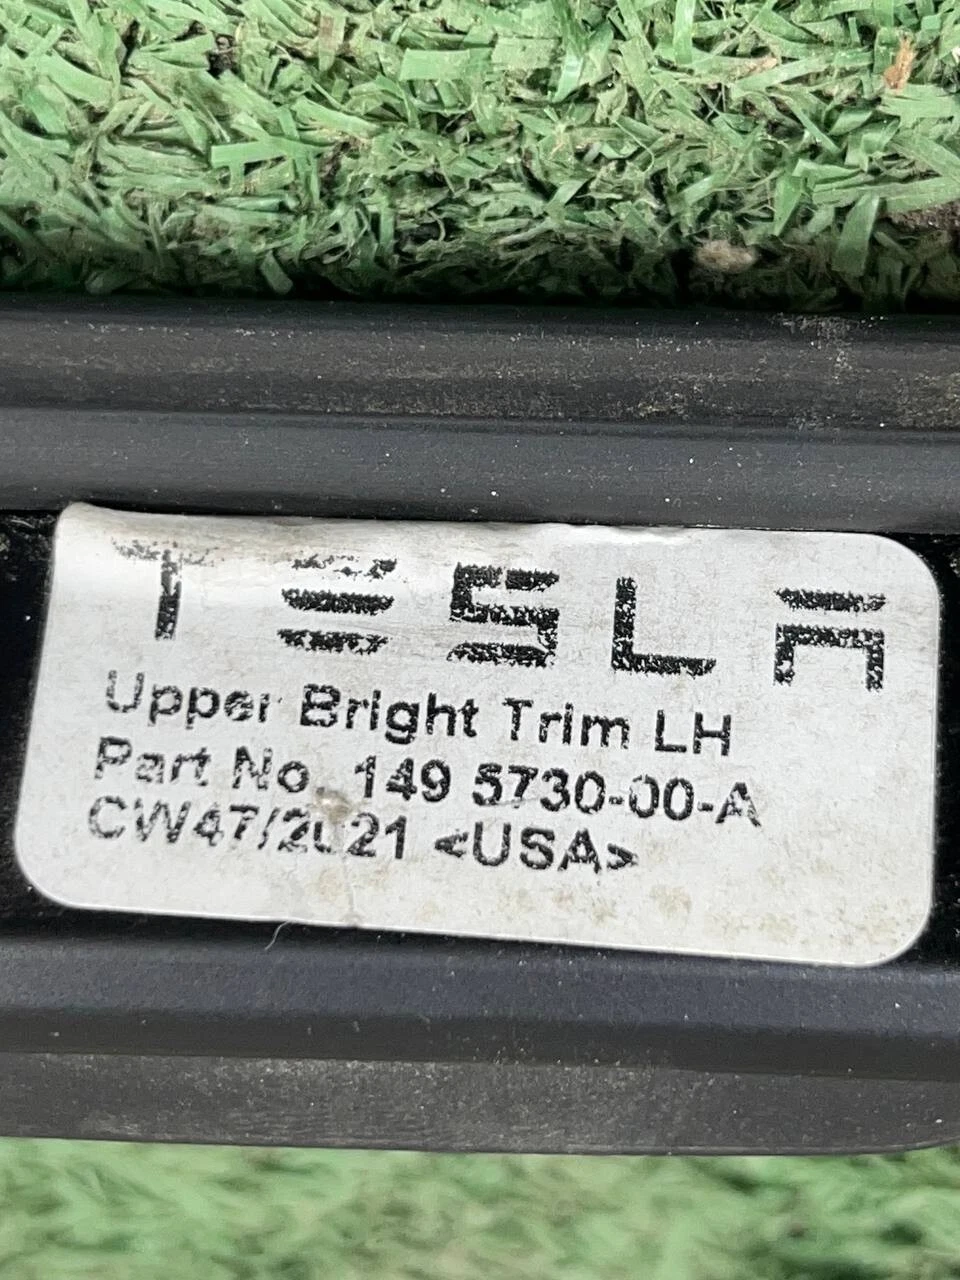 TESLA
Upper Bright Trim LH
Part No. 149 5730-00-A
CW47/2021 <USA>